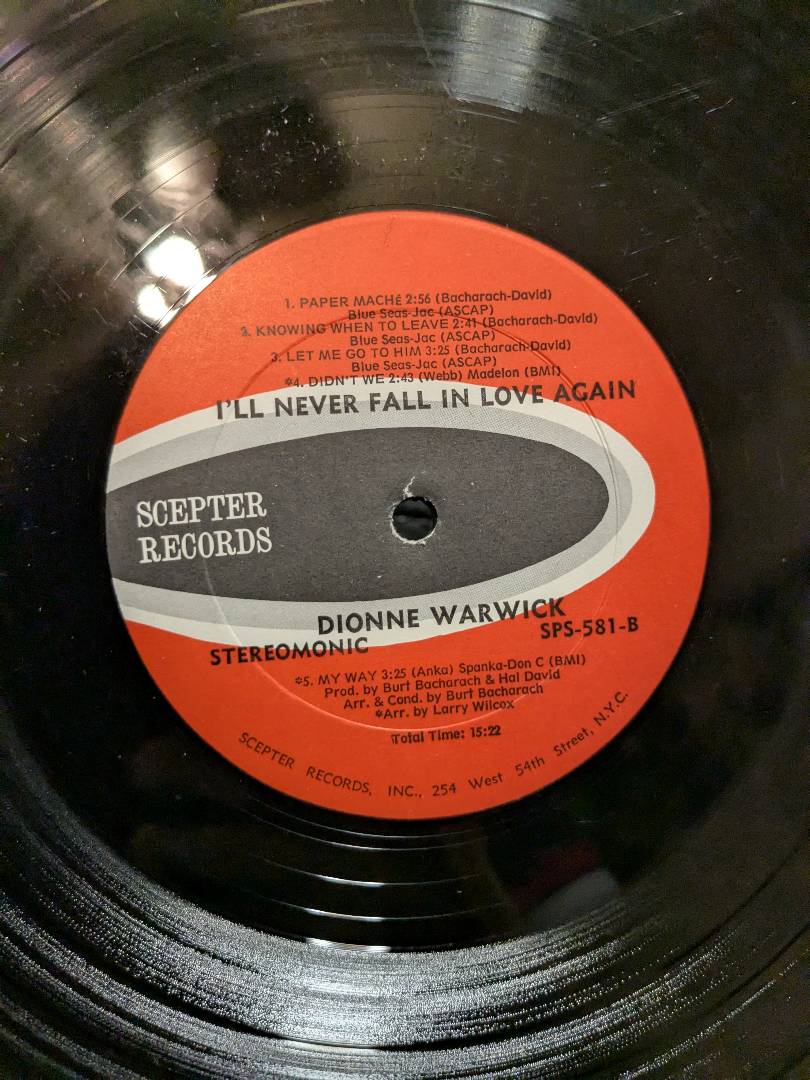 1. PAPER MACHé 2:56 (Bacharach-David)
Blue Seas-Jac (ASCAP)
2. KNOWING WHEN TO LEAVE 2:41 (Bacharach-David)
Blue Seas-Jac (ASCAP)
3. LET ME GO TO HIM 3:25 (Bacharach-David)
Blue Seas-Jac (ASCAP)
*4. DIDN'T WE 2:43 (Webb) Madelon (BMI)
I'LL NEVER FALL IN LOVE AGAIN
SCEPTER
RECORDS
DIONNE WARWICK
STEREOMONIC SPS-581-B
*5. MY WAY 3:25 (Anka) Spanka-Don C (BMI)
Prod. by Burt Bacharach & Hal David
Arr. & Cond. by Burt Bacharach
*Arr. by Larry Wilcox
Total Time: 15:22
SCEPTER RECORDS, INC., 254 West 54th Street, N.Y.C.